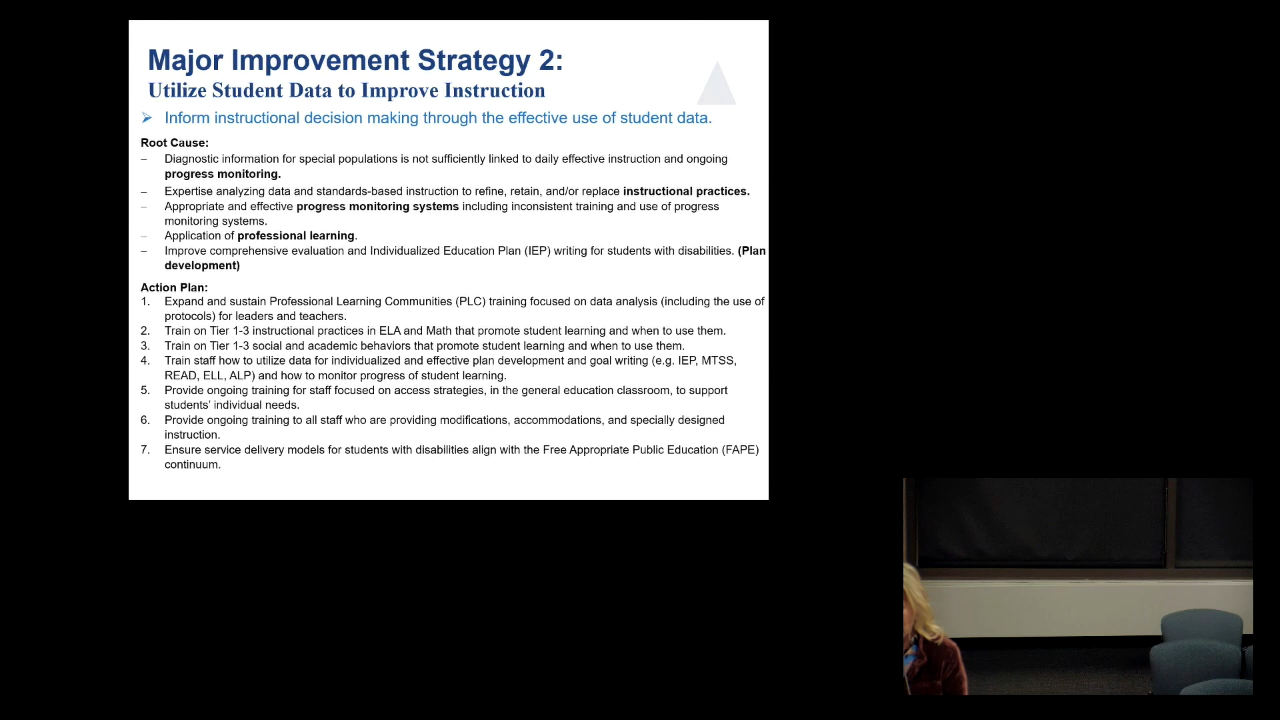 Major Improvement Strategy 2:
Utilize Student Data to Improve Instruction
➢ Inform instructional decision making through the effective use of student data.
Root Cause:
– Diagnostic information for special populations is not sufficiently linked to daily effective instruction and ongoing
progress monitoring.
– Expertise analyzing data and standards-based instruction to refine, retain, and/or replace instructional practices.
– Appropriate and effective progress monitoring systems including inconsistent training and use of progress
monitoring systems.
– Application of professional learning.
– Improve comprehensive evaluation and Individualized Education Plan (IEP) writing for students with disabilities. (Plan
development)
Action Plan:
1. Expand and sustain Professional Learning Communities (PLC) training focused on data analysis (including the use of
protocols) for leaders and teachers.
2. Train on Tier 1-3 instructional practices in ELA and Math that promote student learning and when to use them.
3. Train on Tier 1-3 social and academic behaviors that promote student learning and when to use them.
4. Train staff how to utilize data for individualized and effective plan development and goal writing (e.g. IEP, MTSS,
READ, ELL, ALP) and how to monitor progress of student learning.
5. Provide ongoing training for staff focused on access strategies, in the general education classroom, to support
students' individual needs.
6. Provide ongoing training to all staff who are providing modifications, accommodations, and specially designed
instruction.
7. Ensure service delivery models for students with disabilities align with the Free Appropriate Public Education (FAPE)
continuum.